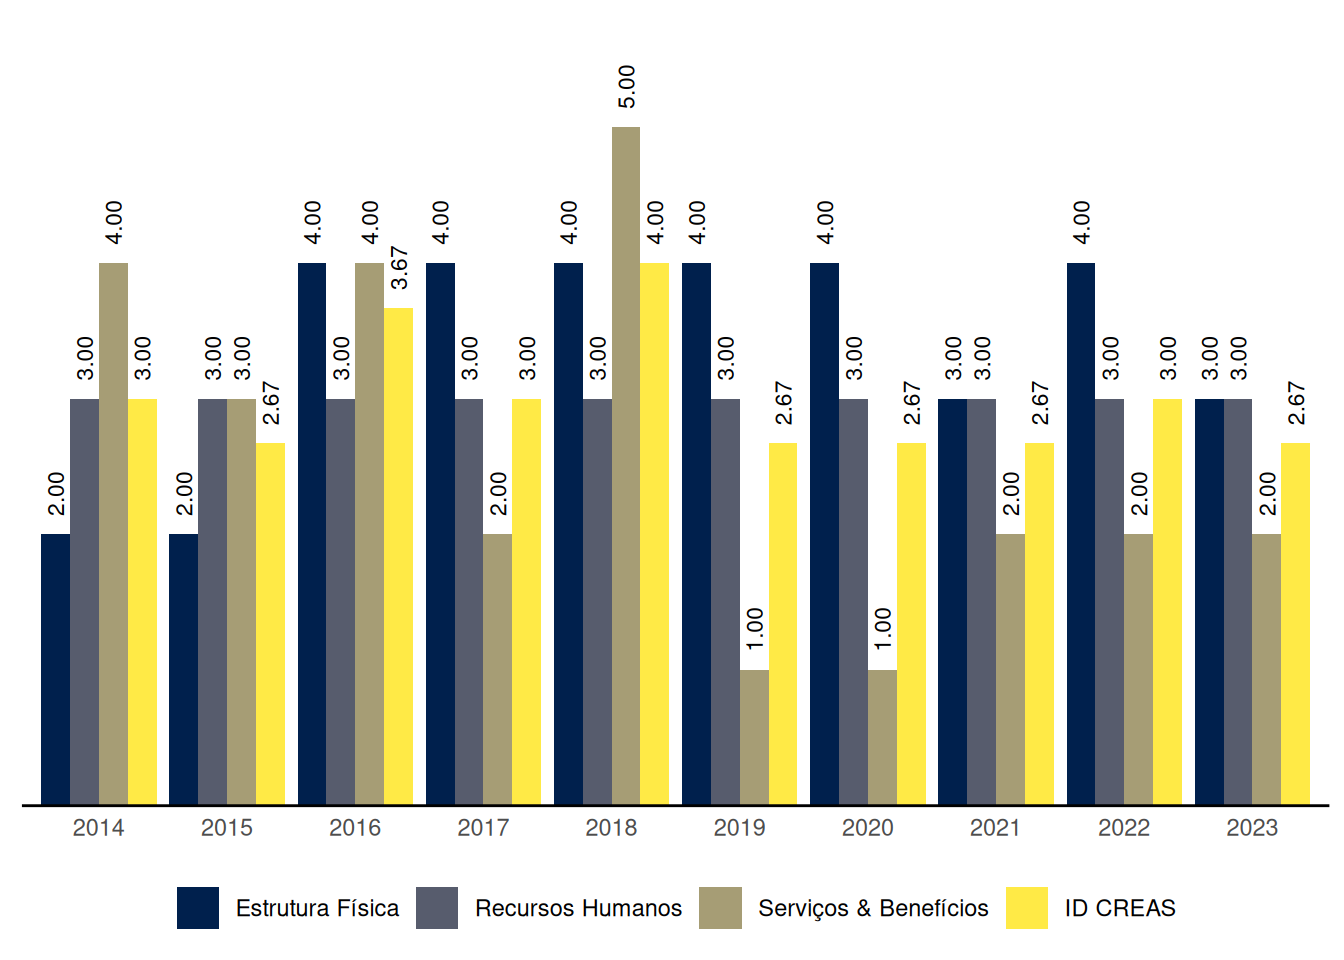 5.00
4.00 4.00 4.00 4.00 4.00 4.00 4.00 4.00 4.00
3.67
3.00 3.00 3.00 3.00 3.00 3.00 3.00 3.00 3.00 3.00 3.00 3.00 3.00 3.00 3.00 3.00
2.67 2.67 2.67 2.67 2.67
2.00 2.00 2.00 2.00 2.00 2.00
1.00 1.00
2014 2015 2016 2017 2018 2019 2020 2021 2022 2023
Estrutura Física Recursos Humanos Serviços & Benefícios ID CREAS